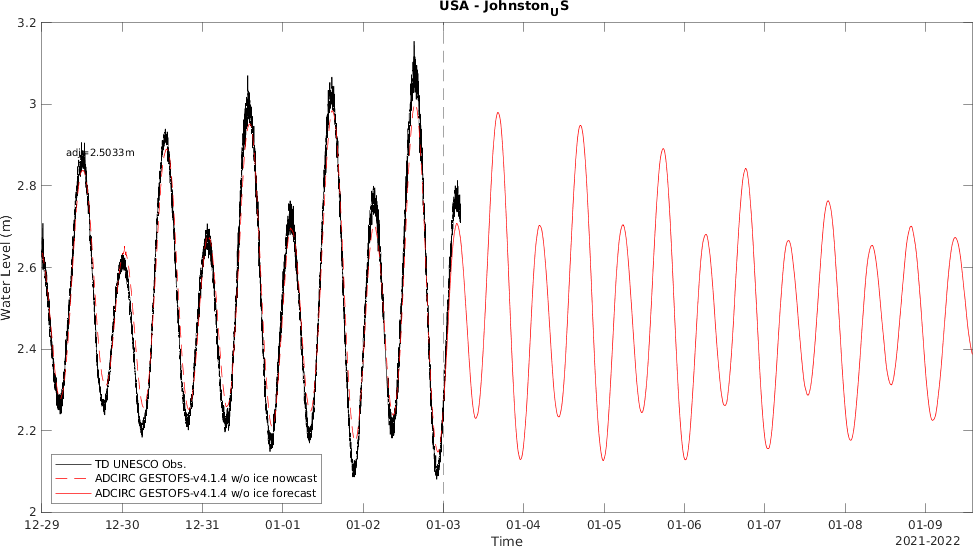 USA - JohnstonUS
3.2
3
2.8
2.6
2.4
2.2
2
Water Level (m)
adj=2.5033m
TD UNESCO Obs.
ADCIRC GESTOFS-v4.1.4 w/o ice nowcast
ADCIRC GESTOFS-v4.1.4 w/o ice forecast
12-29 12-30 12-31 01-01 01-02 01-03 01-04 01-05 01-06 01-07 01-08 01-09
Time
2021-2022